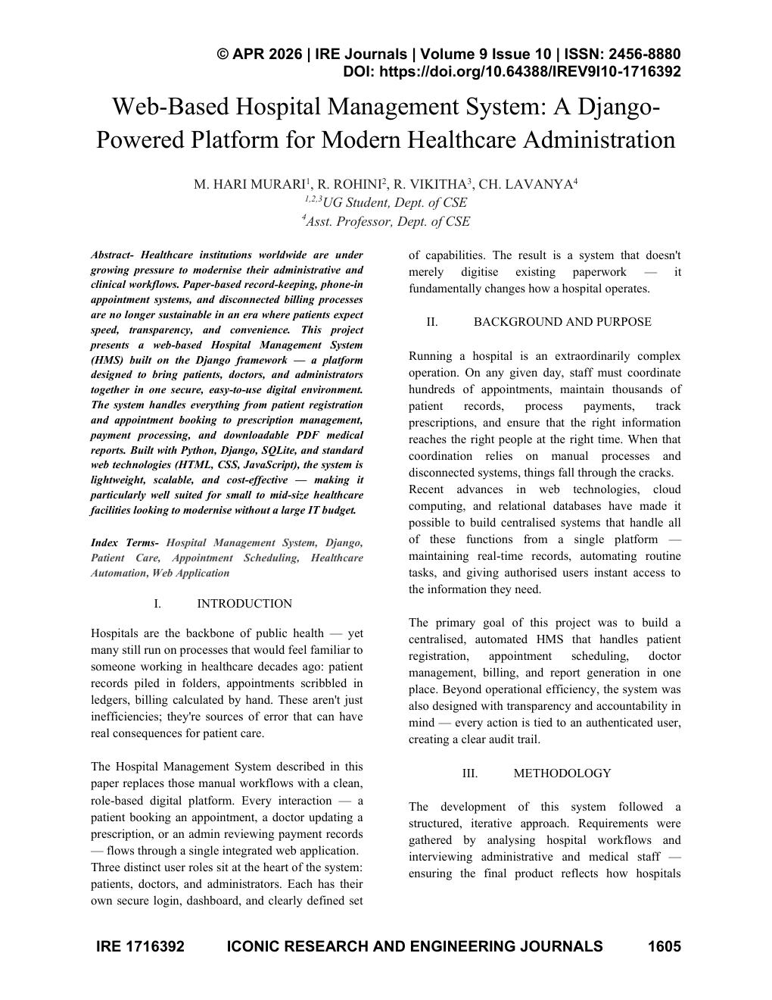 © APR 2026 | IRE Journals | Volume 9 Issue 10 | ISSN: 2456-8880
DOI: https://doi.org/10.64388/IREV9I10-1716392
Web-Based Hospital Management System: A Django-
Powered Platform for Modern Healthcare Administration
M. HARI MURARI1, R. ROHINI2, R. VIKITHA3, CH. LAVANYA4
1,2,3UG Student, Dept. of CSE
4Asst. Professor, Dept. of CSE
Abstract- Healthcare institutions worldwide are under
growing pressure to modernise their administrative and
clinical workflows. Paper-based record-keeping, phone-in
appointment systems, and disconnected billing processes
are no longer sustainable in an era where patients expect
speed, transparency, and convenience. This project
presents a web-based Hospital Management System
(HMS) built on the Django framework — a platform
designed to bring patients, doctors, and administrators
together in one secure, easy-to-use digital environment.
The system handles everything from patient registration
and appointment booking to prescription management,
payment processing, and downloadable PDF medical
reports. Built with Python, Django, SQLite, and standard
web technologies (HTML, CSS, JavaScript), the system is
lightweight, scalable, and cost-effective — making it
particularly well suited for small to mid-size healthcare
facilities looking to modernise without a large IT budget.
Index Terms- Hospital Management System, Django,
Patient Care, Appointment Scheduling, Healthcare
Automation, Web Application
I. INTRODUCTION
Hospitals are the backbone of public health — yet
many still run on processes that would feel familiar to
someone working in healthcare decades ago: patient
records piled in folders, appointments scribbled in
ledgers, billing calculated by hand. These aren't just
inefficiencies; they're sources of error that can have
real consequences for patient care.
The Hospital Management System described in this
paper replaces those manual workflows with a clean,
role-based digital platform. Every interaction — a
patient booking an appointment, a doctor updating a
prescription, or an admin reviewing payment records
— flows through a single integrated web application.
Three distinct user roles sit at the heart of the system:
patients, doctors, and administrators. Each has their
own secure login, dashboard, and clearly defined set
of capabilities. The result is a system that doesn't
merely digitise existing paperwork — it
fundamentally changes how a hospital operates.
II. BACKGROUND AND PURPOSE
Running a hospital is an extraordinarily complex
operation. On any given day, staff must coordinate
hundreds of appointments, maintain thousands of
patient records, process payments, track
prescriptions, and ensure that the right information
reaches the right people at the right time. When that
coordination relies on manual processes and
disconnected systems, things fall through the cracks.
Recent advances in web technologies, cloud
computing, and relational databases have made it
possible to build centralised systems that handle all
of these functions from a single platform —
maintaining real-time records, automating routine
tasks, and giving authorised users instant access to
the information they need.
The primary goal of this project was to build a
centralised, automated HMS that handles patient
registration, appointment scheduling, doctor
management, billing, and report generation in one
place. Beyond operational efficiency, the system was
also designed with transparency and accountability in
mind — every action is tied to an authenticated user,
creating a clear audit trail.
III. METHODOLOGY
The development of this system followed a
structured, iterative approach. Requirements were
gathered by analysing hospital workflows and
interviewing administrative and medical staff —
ensuring the final product reflects how hospitals
IRE 1716392 ICONIC RESEARCH AND ENGINEERING JOURNALS 1605